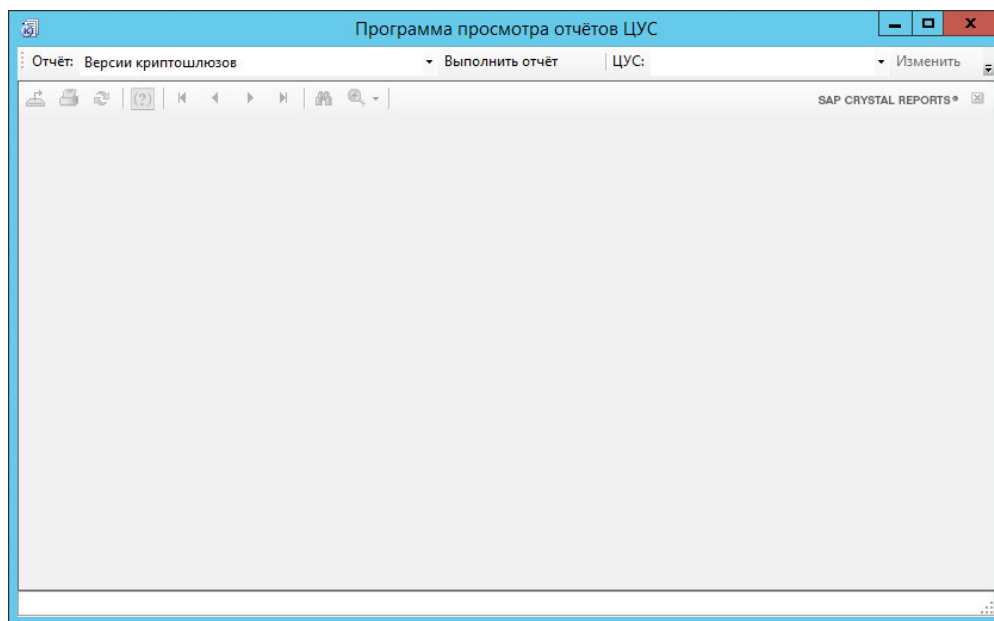 Программа просмотра отчётов ЦУС
Отчёт: Версии криптошлюзов Выполнить отчёт ЦУС: Изменить
(?) SAP CRYSTAL REPORTS®